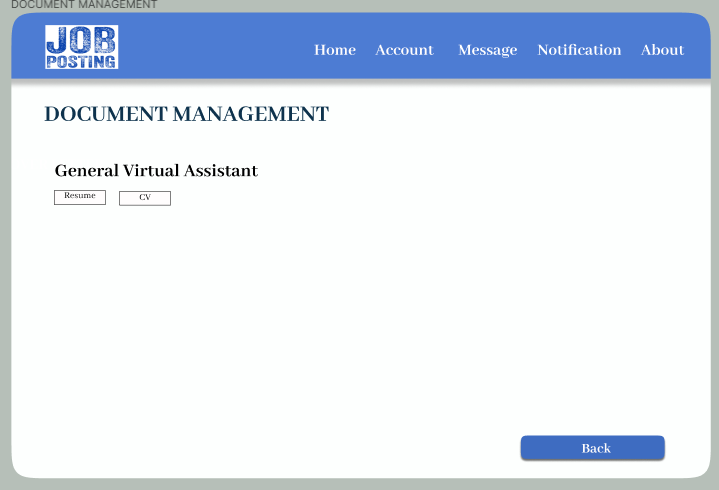 DOCUMENT MANAGEMENT
JOB
POSTING
Home Account Message Notification About
DOCUMENT MANAGEMENT
General Virtual Assistant
Resume CV
Back